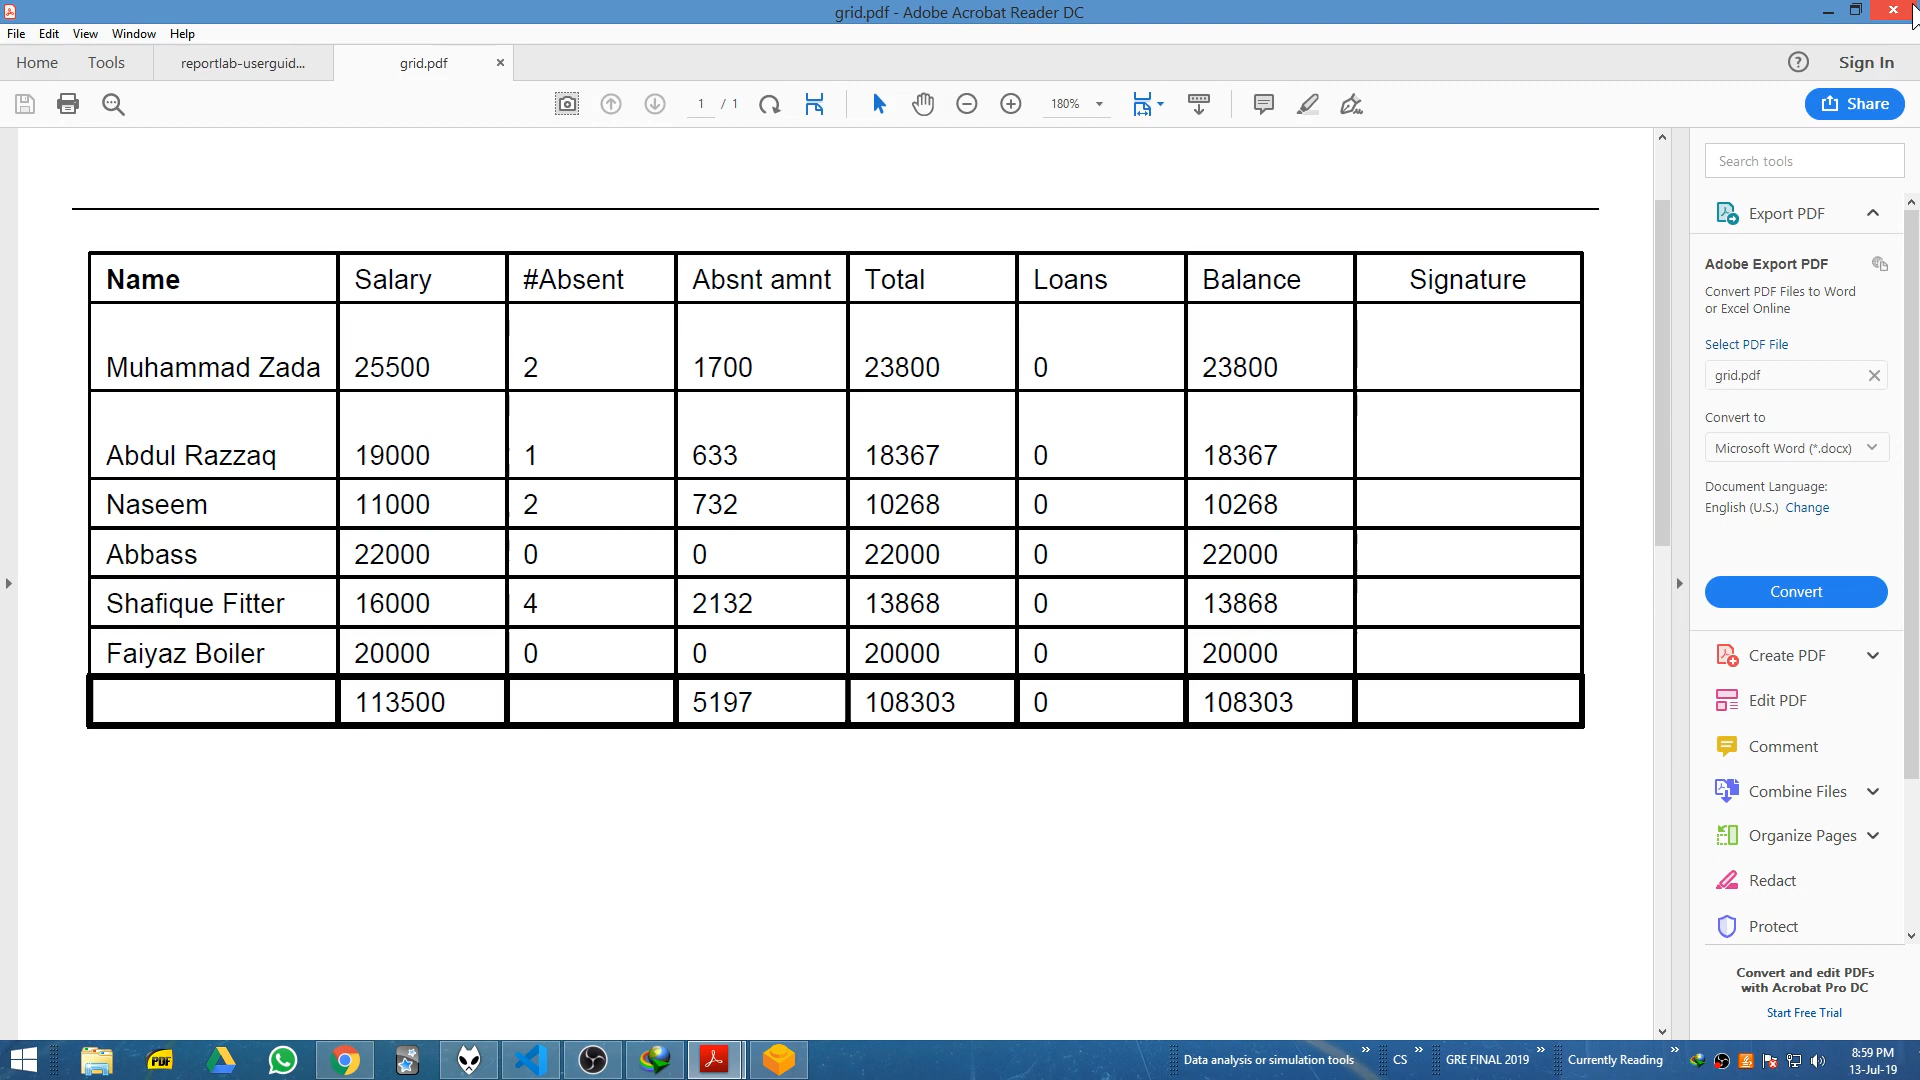 grid.pdf - Adobe Acrobat Reader DC
File Edit View Window Help
Home Tools reportlab-userguid... grid.pdf × ? Sign In
1 / 1 180% Share
Search tools
Export PDF
Adobe Export PDF
Convert PDF Files to Word
or Excel Online
Select PDF File
grid.pdf
Convert to
Microsoft Word (*.docx)
Document Language:
English (U.S.) Change
Convert
Create PDF
Edit PDF
Comment
Combine Files
Organize Pages
Redact
Protect
Convert and edit PDFs
with Acrobat Pro DC
Start Free Trial
Name Salary #Absent Absnt amnt Total Loans Balance Signature
Muhammad Zada 25500 2 1700 23800 0 23800
Abdul Razzaq 19000 1 633 18367 0 18367
Naseem 11000 2 732 10268 0 10268
Abbass 22000 0 0 22000 0 22000
Shafique Fitter 16000 4 2132 13868 0 13868
Faiyaz Boiler 20000 0 0 20000 0 20000
113500 5197 108303 0 108303
PDF Data analysis or simulation tools » CS » GRE FINAL 2019 » Currently Reading » 8:59 PM
13-Jul-19